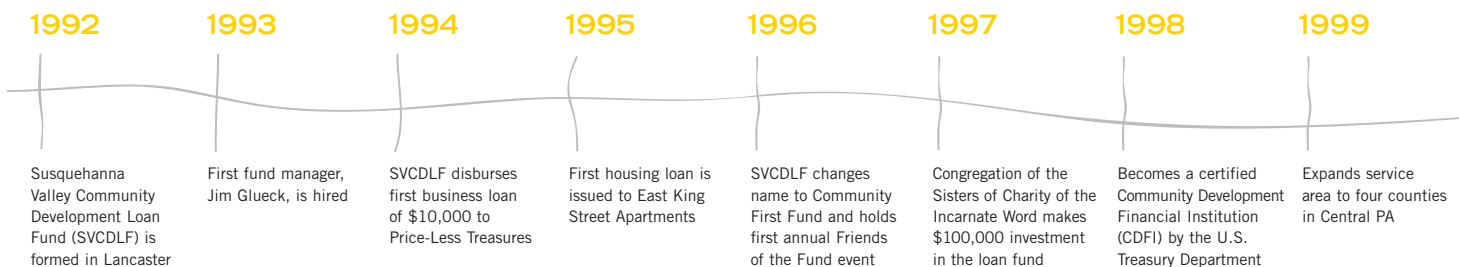 1992
Susquehanna
Valley Community
Development Loan
Fund (SVCDLF) is
formed in Lancaster
1993
First fund manager,
Jim Glueck, is hired
1994
SVCDLF disburses
first business loan
of $10,000 to
Price-Less Treasures
1995
First housing loan is
issued to East King
Street Apartments
1996
SVCDLF changes
name to Community
First Fund and holds
first annual Friends
of the Fund event
1997
Congregation of the
Sisters of Charity of the
Incarnate Word makes
$100,000 investment
in the loan fund
1998
Becomes a certified
Community Development
Financial Institution
(CDFI) by the U.S.
Treasury Department
1999
Expands service
area to four counties
in Central PA